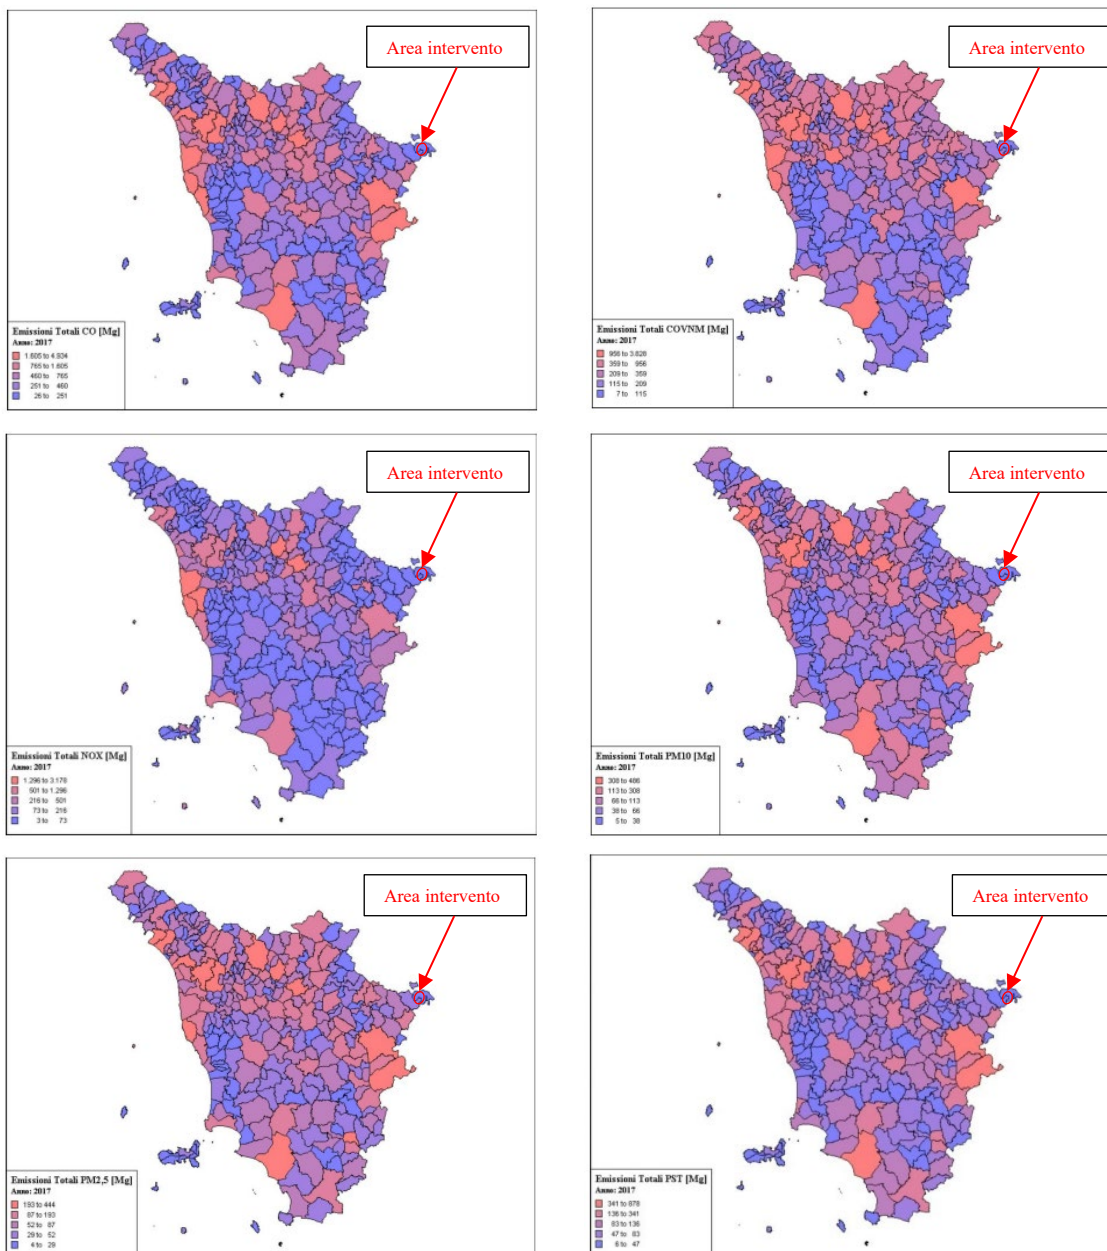 Area intervento
Emissioni Totali CO [Mg]
Anno: 2017
1.605 to 4.934
765 to 1.605
460 to 765
251 to 460
26 to 251
Area intervento
Emissioni Totali COVNM [Mg]
Anno: 2017
956 to 3.828
359 to 956
209 to 359
115 to 209
7 to 115
Area intervento
Emissioni Totali NOX [Mg]
Anno: 2017
1.296 to 3.178
501 to 1.296
216 to 501
73 to 216
3 to 73
Area intervento
Emissioni Totali PM10 [Mg]
Anno: 2017
308 to 486
113 to 308
66 to 113
38 to 66
5 to 38
Area intervento
Emissioni Totali PM2,5 [Mg]
Anno: 2017
193 to 444
87 to 193
52 to 87
29 to 52
4 to 29
Area intervento
Emissioni Totali PST [Mg]
Anno: 2017
341 to 878
136 to 341
83 to 136
47 to 83
6 to 47